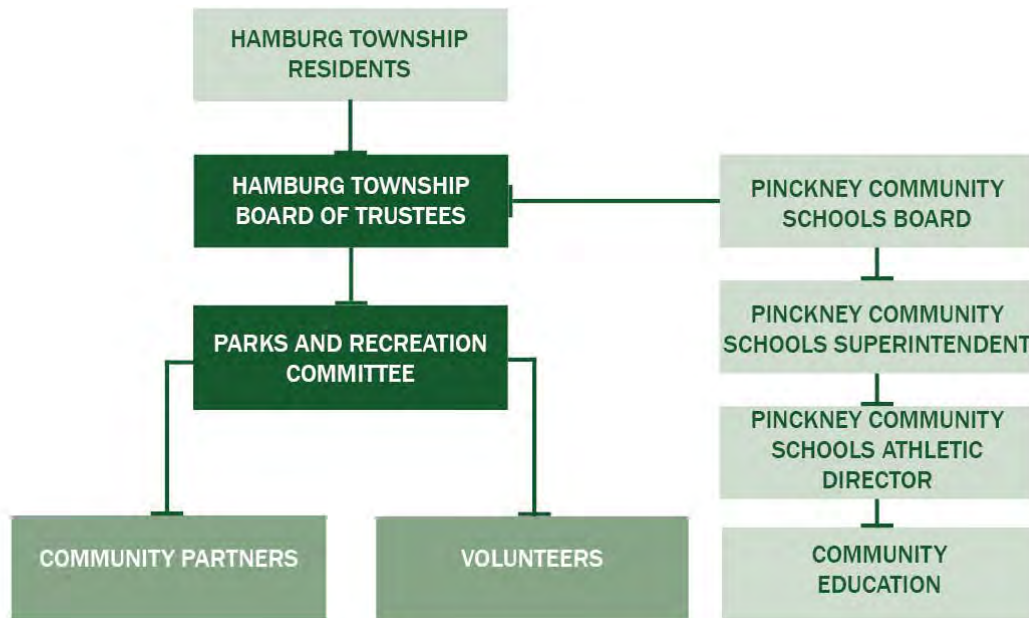 HAMBURG TOWNSHIP
RESIDENTS
HAMBURG TOWNSHIP
BOARD OF TRUSTEES
PARKS AND RECREATION
COMMITTEE
COMMUNITY PARTNERS
VOLUNTEERS
PINCKNEY COMMUNITY
SCHOOLS BOARD
PINCKNEY COMMUNITY
SCHOOLS SUPERINTENDENT
PINCKNEY COMMUNITY
SCHOOLS ATHLETIC
DIRECTOR
COMMUNITY
EDUCATION